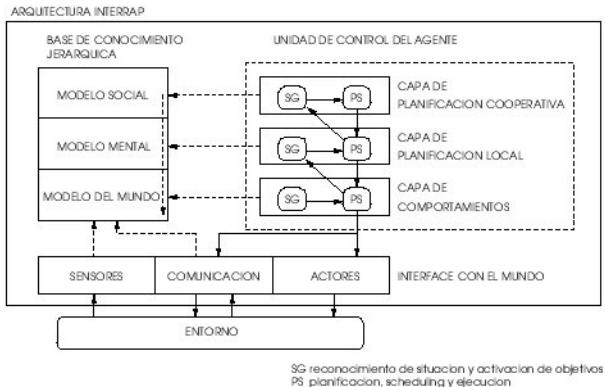 ARQUITECTURA INTERRAP
BASE DE CONOCIMIENTO
JERARQUICA
UNIDAD DE CONTROL DEL AGENTE
MODELO SOCIAL
SG
PS
CAPA DE
PLANIFICACION COOPERATIVA
MODELO MENTAL
SG
PS
CAPA DE
PLANIFICACION LOCAL
MODELO DEL MUNDO
SG
PS
CAPA DE
COMPORTAMIENTOS
SENSORES
COMUNICACION
ACTORES
INTERFACE CON EL MUNDO
ENTORNO
SG reconocimiento de situacion y activacion de objetivos
PS planificacion, scheduling y ejecucion